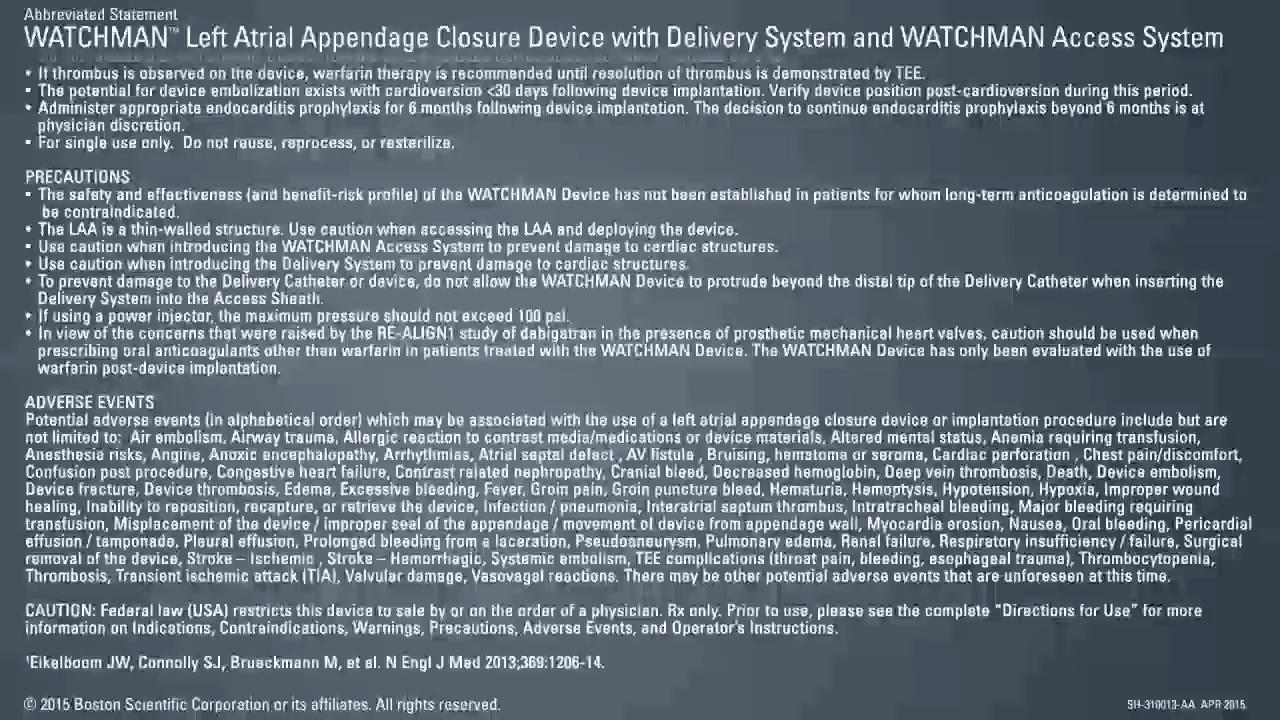 Abbreviated Statement
WATCHMAN™ Left Atrial Appendage Closure Device with Delivery System and WATCHMAN Access System
• If thrombus is observed on the device, warfarin therapy is recommended until resolution of thrombus is demonstrated by TEE.
• The potential for device embolization exists with cardioversion <30 days following device implantation. Verify device position post-cardioversion during this period.
• Administer appropriate endocarditis prophylaxis for 6 months following device implantation. The decision to continue endocarditis prophylaxis beyond 6 months is at
physician discretion.
• For single use only. Do not reuse, reprocess, or resterilize.
PRECAUTIONS
• The safety and effectiveness (and benefit-risk profile) of the WATCHMAN Device has not been established in patients for whom long-term anticoagulation is determined to
be contraindicated.
• The LAA is a thin-walled structure. Use caution when accessing the LAA and deploying the device.
• Use caution when introducing the WATCHMAN Access System to prevent damage to cardiac structures.
• Use caution when introducing the Delivery System to prevent damage to cardiac structures.
• To prevent damage to the Delivery Catheter or device, do not allow the WATCHMAN Device to protrude beyond the distal tip of the Delivery Catheter when inserting the
Delivery System into the Access Sheath.
• If using a power injector, the maximum pressure should not exceed 100 psi.
• In view of the concerns that were raised by the RE-ALIGN1 study of dabigatran in the presence of prosthetic mechanical heart valves, caution should be used when
prescribing oral anticoagulants other than warfarin in patients treated with the WATCHMAN Device. The WATCHMAN Device has only been evaluated with the use of
warfarin post-device implantation.
ADVERSE EVENTS
Potential adverse events (in alphabetical order) which may be associated with the use of a left atrial appendage closure device or implantation procedure include but are
not limited to: Air embolism, Airway trauma, Allergic reaction to contrast media/medications or device materials, Altered mental status, Anemia requiring transfusion,
Anesthesia risks, Angina, Anoxic encephalopathy, Arrhythmias, Atrial septal defect , AV fistula , Bruising, hematoma or seroma, Cardiac perforation , Chest pain/discomfort,
Confusion post procedure, Congestive heart failure, Contrast related nephropathy, Cranial bleed, Decreased hemoglobin, Deep vein thrombosis, Death, Device embolism,
Device fracture, Device thrombosis, Edema, Excessive bleeding, Fever, Groin pain, Groin puncture bleed, Hematuria, Hemoptysis, Hypotension, Hypoxia, Improper wound
healing, Inability to reposition, recapture, or retrieve the device, Infection / pneumonia, Interatrial septum thrombus, Intratracheal bleeding, Major bleeding requiring
transfusion, Misplacement of the device / improper seal of the appendage / movement of device from appendage wall, Myocardia erosion, Nausea, Oral bleeding, Pericardial
effusion / tamponade, Pleural effusion, Prolonged bleeding from a laceration, Pseudoaneurysm, Pulmonary edema, Renal failure, Respiratory insufficiency / failure, Surgical
removal of the device, Stroke – Ischemic , Stroke – Hemorrhagic, Systemic embolism, TEE complications (throat pain, bleeding, esophageal trauma), Thrombocytopenia,
Thrombosis, Transient ischemic attack (TIA), Valvular damage, Vasovagal reactions. There may be other potential adverse events that are unforeseen at this time.
CAUTION: Federal law (USA) restricts this device to sale by or on the order of a physician. Rx only. Prior to use, please see the complete “Directions for Use” for more
information on Indications, Contraindications, Warnings, Precautions, Adverse Events, and Operator's Instructions.
¹Eikelboom JW, Connolly SJ, Brueckmann M, et al. N Engl J Med 2013;369:1206-14.
© 2015 Boston Scientific Corporation or its affiliates. All rights reserved.
SH-310013-AA APR 2015